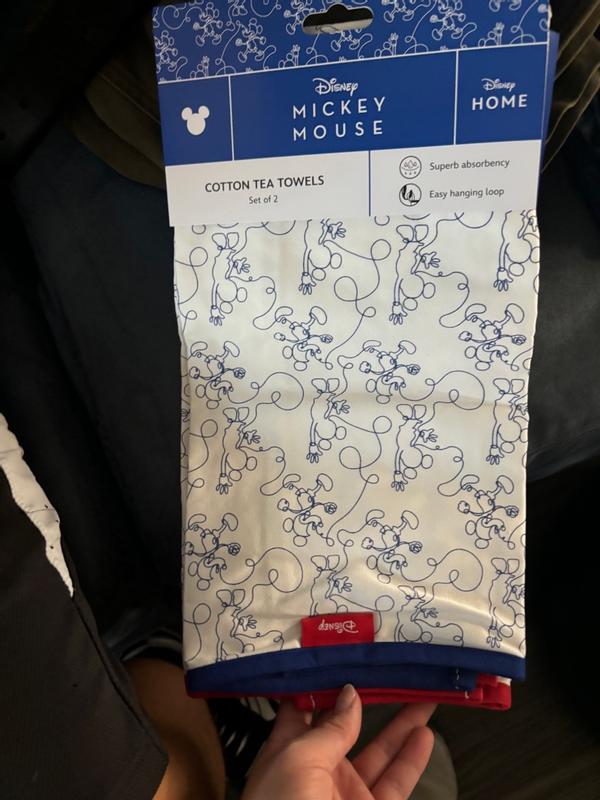 Disney
MICKEY
MOUSE
Disney
HOME
COTTON TEA TOWELS
Set of 2
Superb absorbency
Easy hanging loop
DISNEY